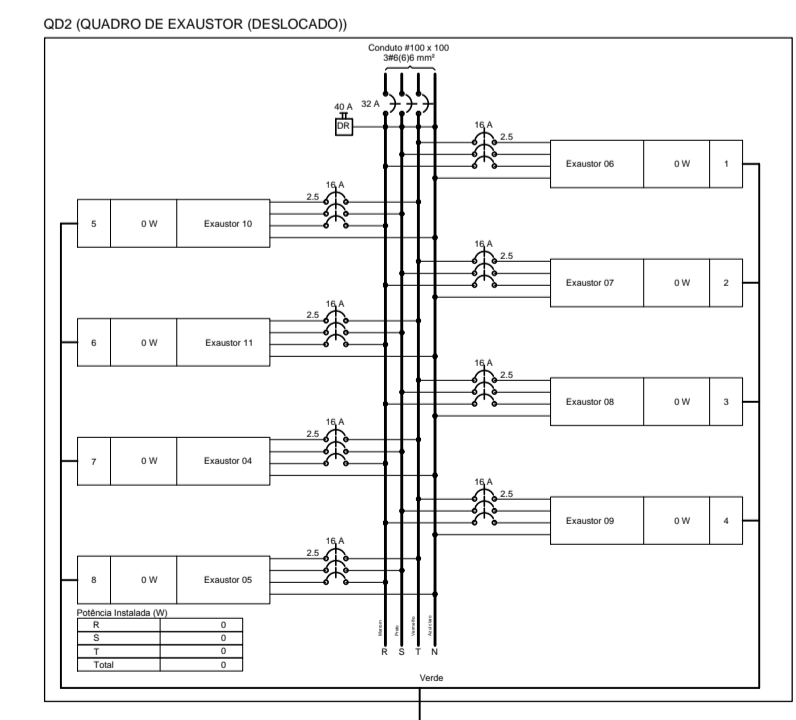 QD2 (QUADRO DE EXAUSTOR (DESLOCADO))
Conduto #100 x 100
3#6(6)6 mm²
40 A
32 A
DR
16 A
2.5
Exaustor 06 0 W 1
16 A
2.5
5 0 W Exaustor 10
16 A
2.5
Exaustor 07 0 W 2
16 A
2.5
6 0 W Exaustor 11
16 A
2.5
Exaustor 08 0 W 3
16 A
2.5
7 0 W Exaustor 04
16 A
2.5
Exaustor 09 0 W 4
16 A
2.5
8 0 W Exaustor 05
Potência Instalada (W)
R 0
S 0
T 0
Total 0
Marrom
Preto
Vermelho
Azul claro
R S T N
Verde